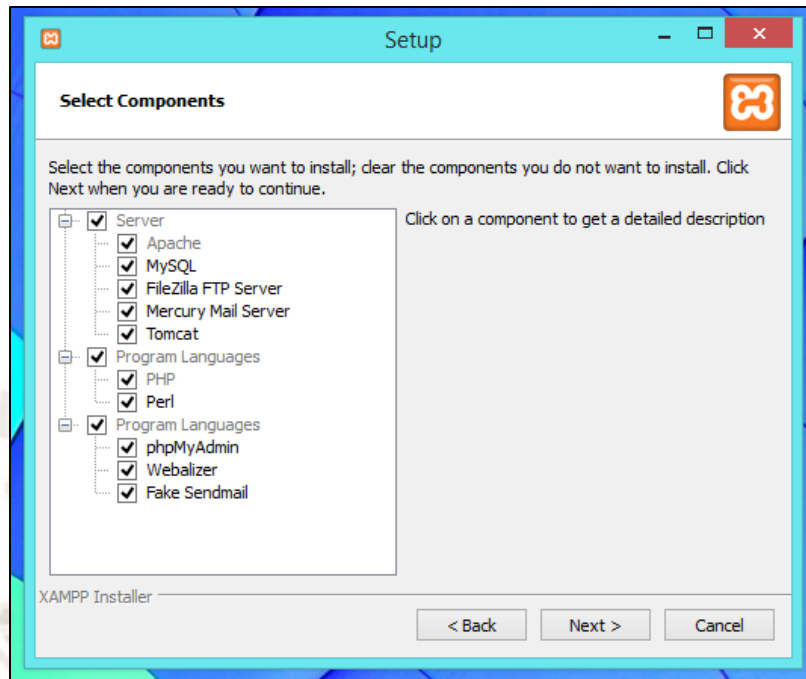 Setup
Select Components
Select the components you want to install; clear the components you do not want to install. Click
Next when you are ready to continue.
Server
Apache
MySQL
FileZilla FTP Server
Mercury Mail Server
Tomcat
Program Languages
PHP
Perl
Program Languages
phpMyAdmin
Webalizer
Fake Sendmail
Click on a component to get a detailed description
XAMPP Installer
< Back
Next >
Cancel